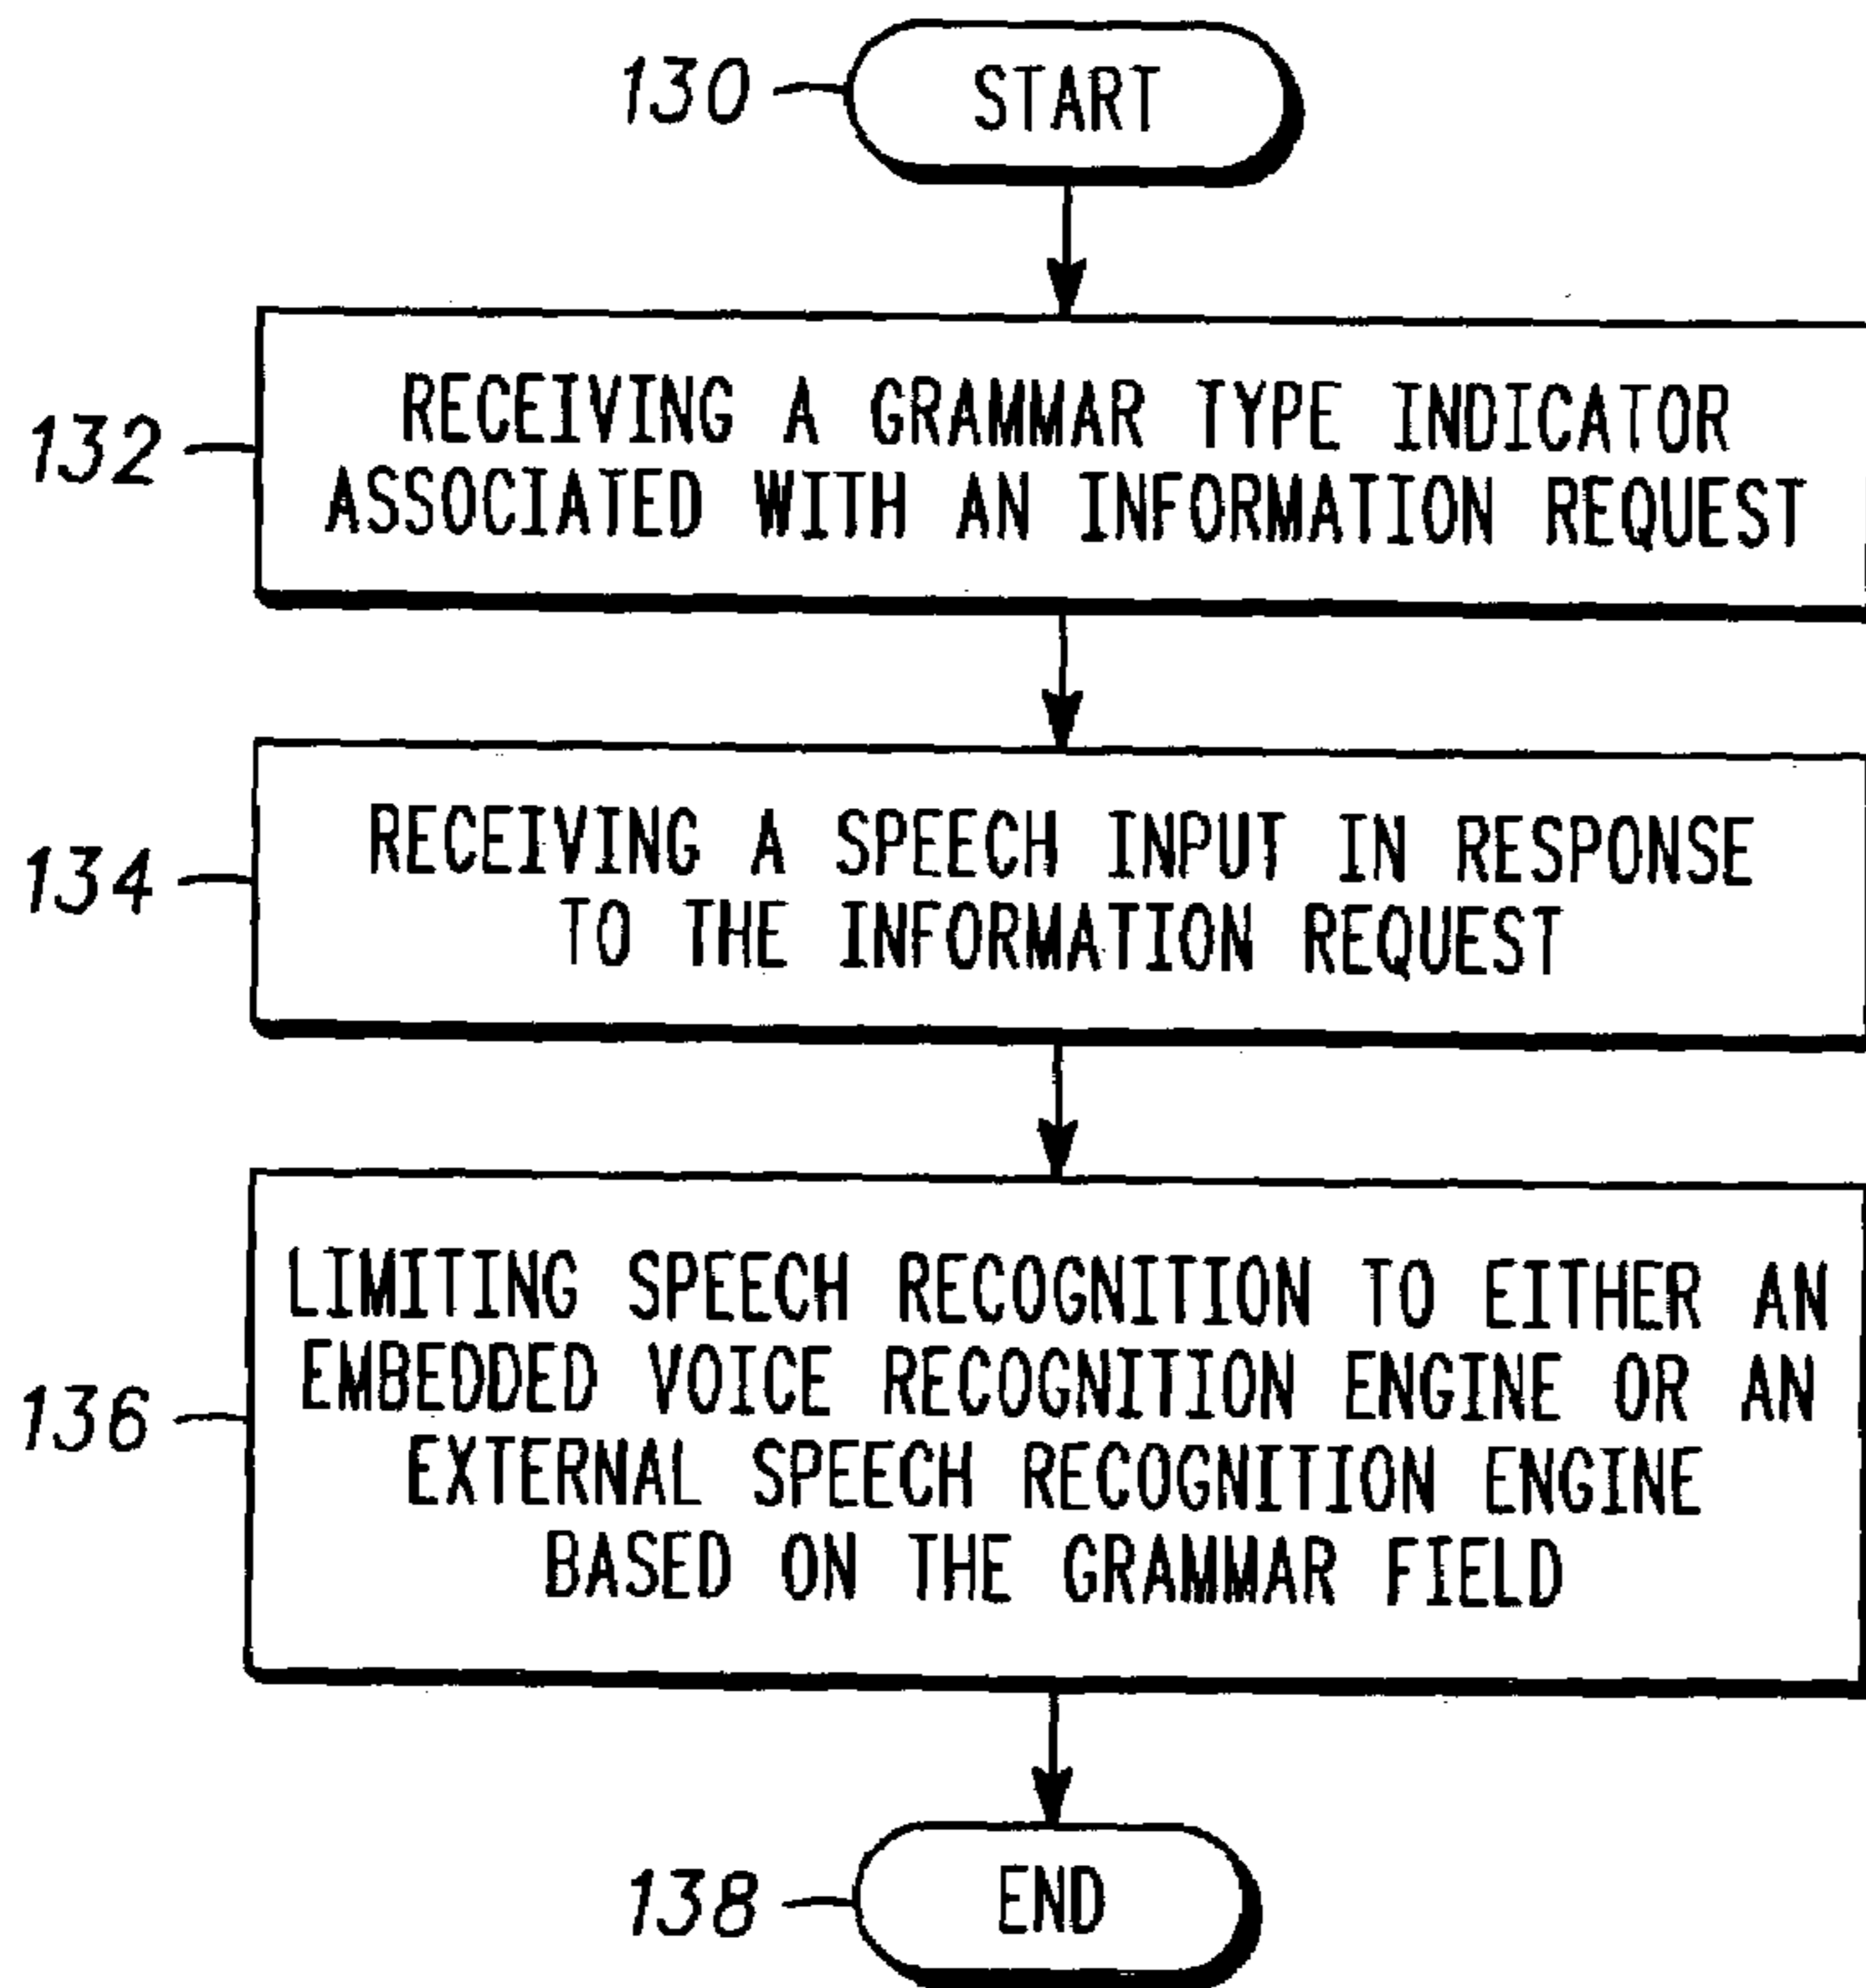 130 START
132 RECEIVING A GRAMMAR TYPE INDICATOR
ASSOCIATED WITH AN INFORMATION REQUEST
134 RECEIVING A SPEECH INPUT IN RESPONSE
TO THE INFORMATION REQUEST
LIMITING SPEECH RECOGNITION TO EITHER AN
EMBEDDED VOICE RECOGNITION ENGINE OR AN
136 EXTERNAL SPEECH RECOGNITION ENGINE
BASED ON THE GRAMMAR FIELD
138 END